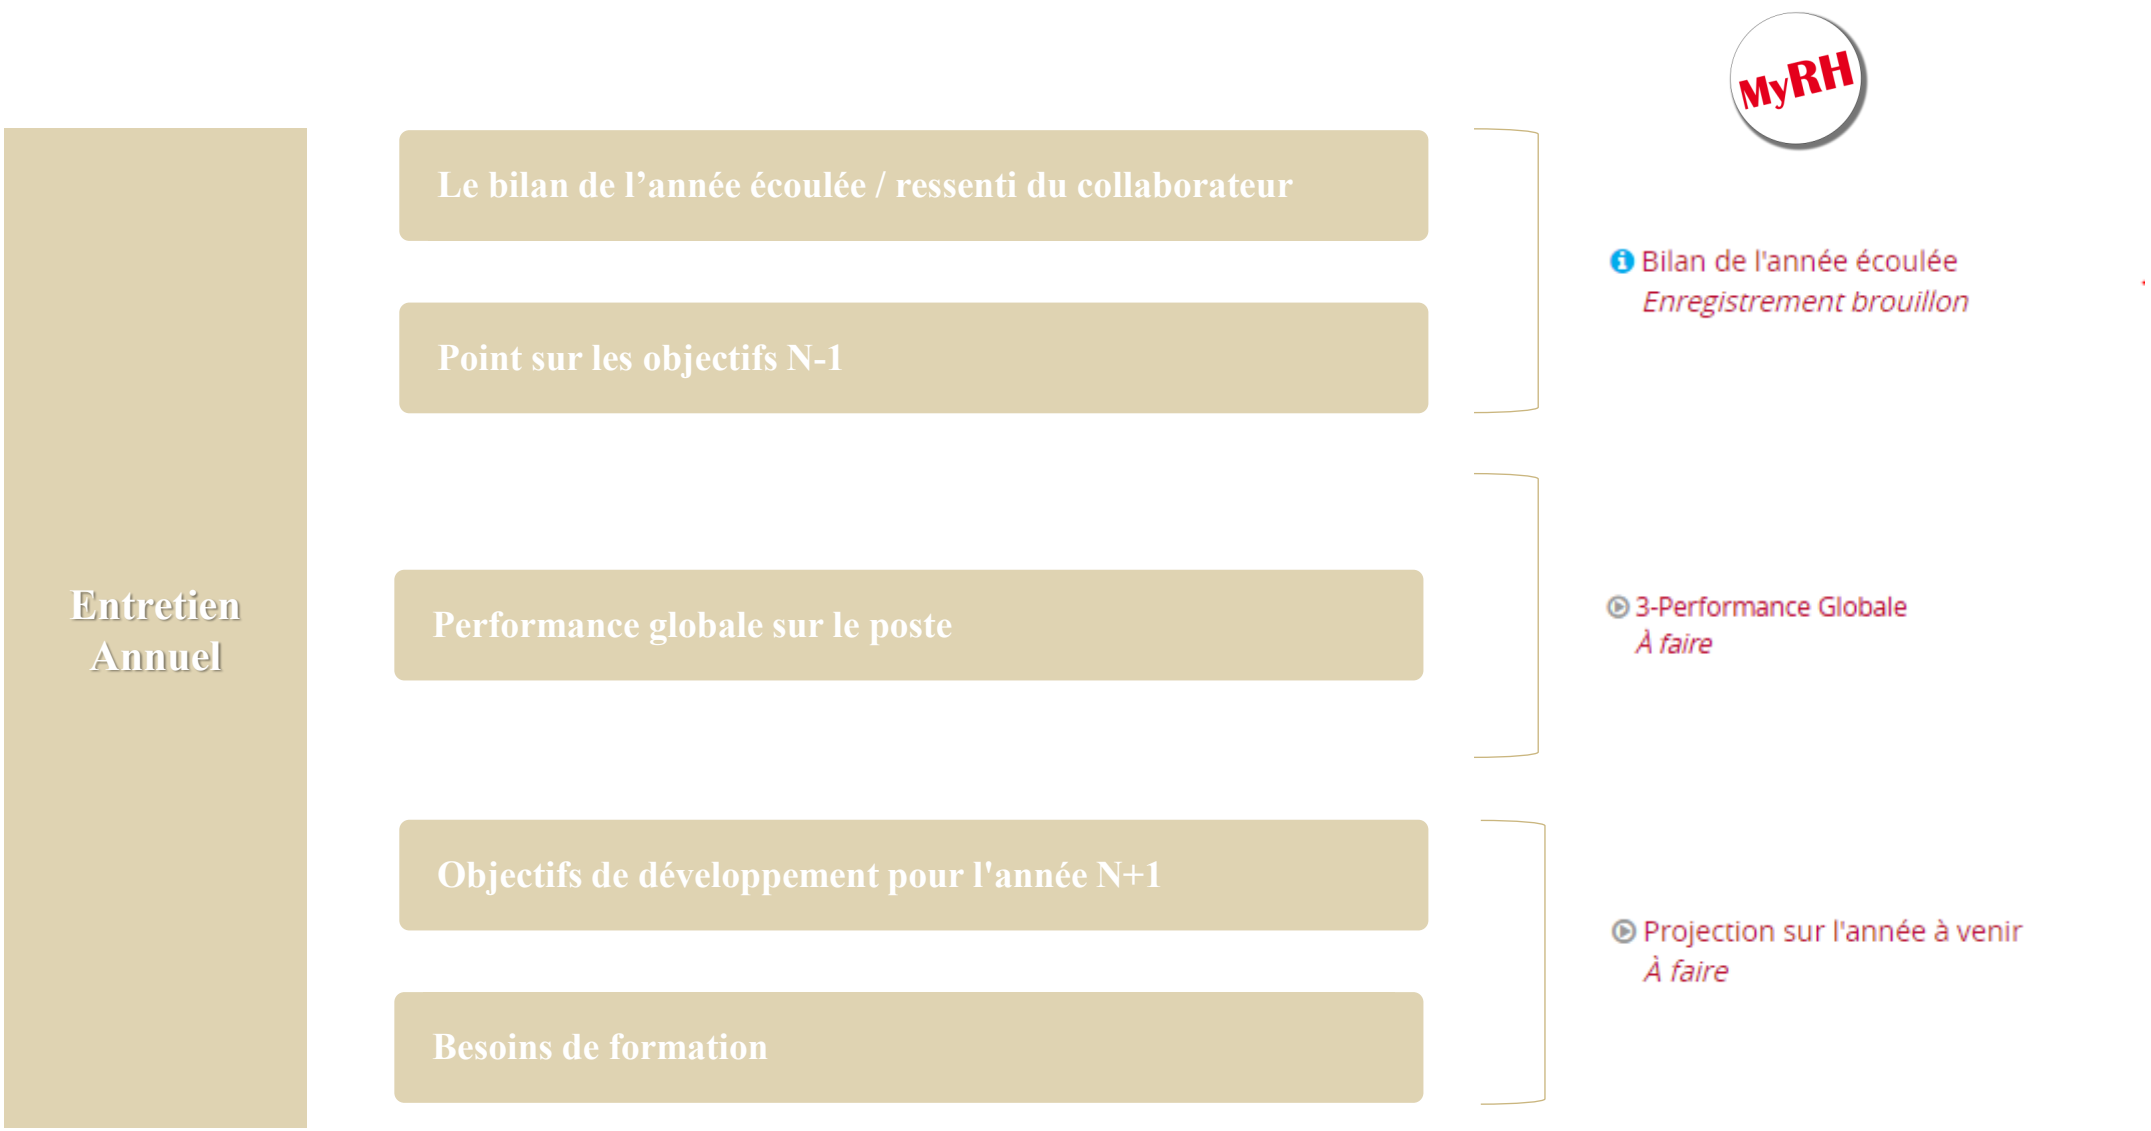 MyRH
Le bilan de l’année écoulée / ressenti du collaborateur
Bilan de l'année écoulée
Enregistrement brouillon
Point sur les objectifs N-1
Entretien
Annuel
Performance globale sur le poste
3-Performance Globale
À faire
Objectifs de développement pour l'année N+1
Projection sur l'année à venir
À faire
Besoins de formation